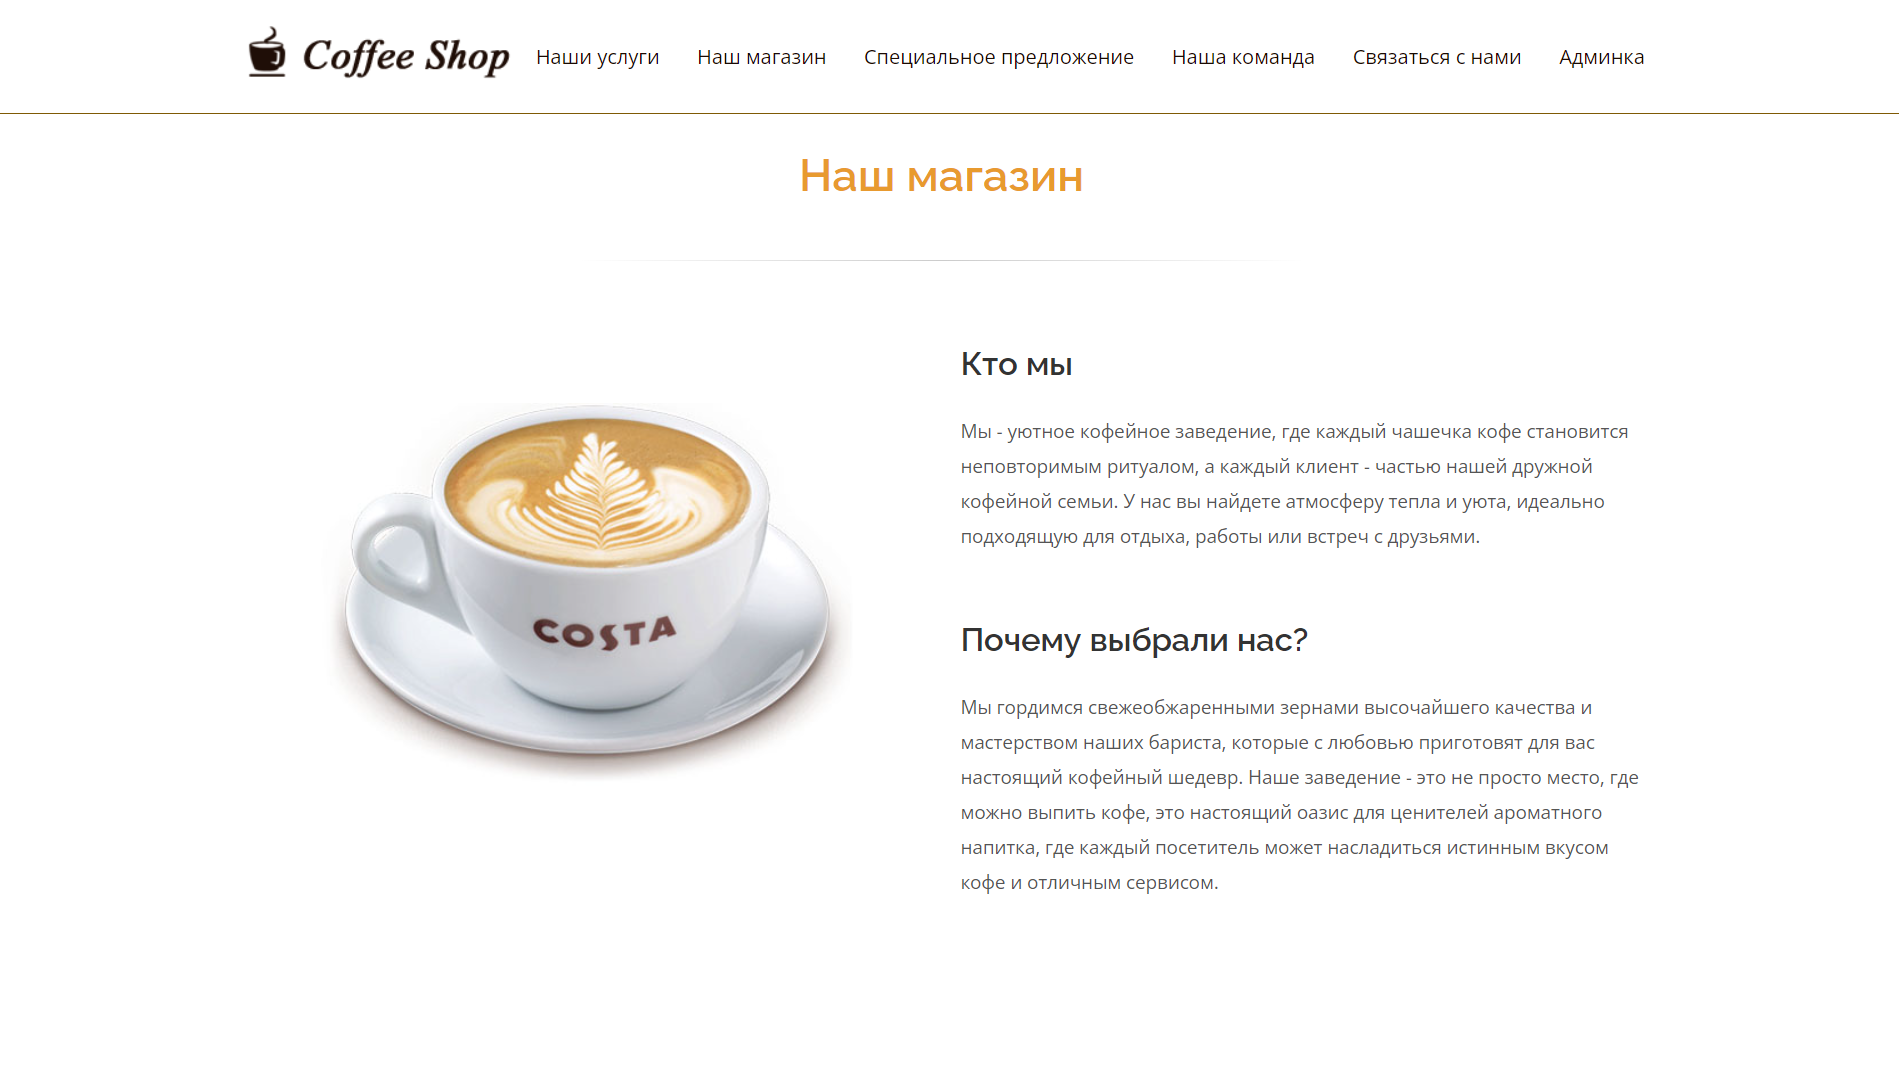 Coffee Shop
Наши услуги
Наш магазин
Специальное предложение
Наша команда
Связаться с нами
Админка
Наш магазин
COSTA
Кто мы
Мы - уютное кофейное заведение, где каждый чашечка кофе становится
неповторимым ритуалом, а каждый клиент - частью нашей дружной
кофейной семьи. У нас вы найдете атмосферу тепла и уюта, идеально
подходящую для отдыха, работы или встреч с друзьями.
Почему выбрали нас?
Мы гордимся свежеобжаренными зернами высочайшего качества и
мастерством наших бариста, которые с любовью приготовят для вас
настоящий кофейный шедевр. Наше заведение - это не просто место, где
можно выпить кофе, это настоящий оазис для ценителей ароматного
напитка, где каждый посетитель может насладиться истинным вкусом
кофе и отличным сервисом.